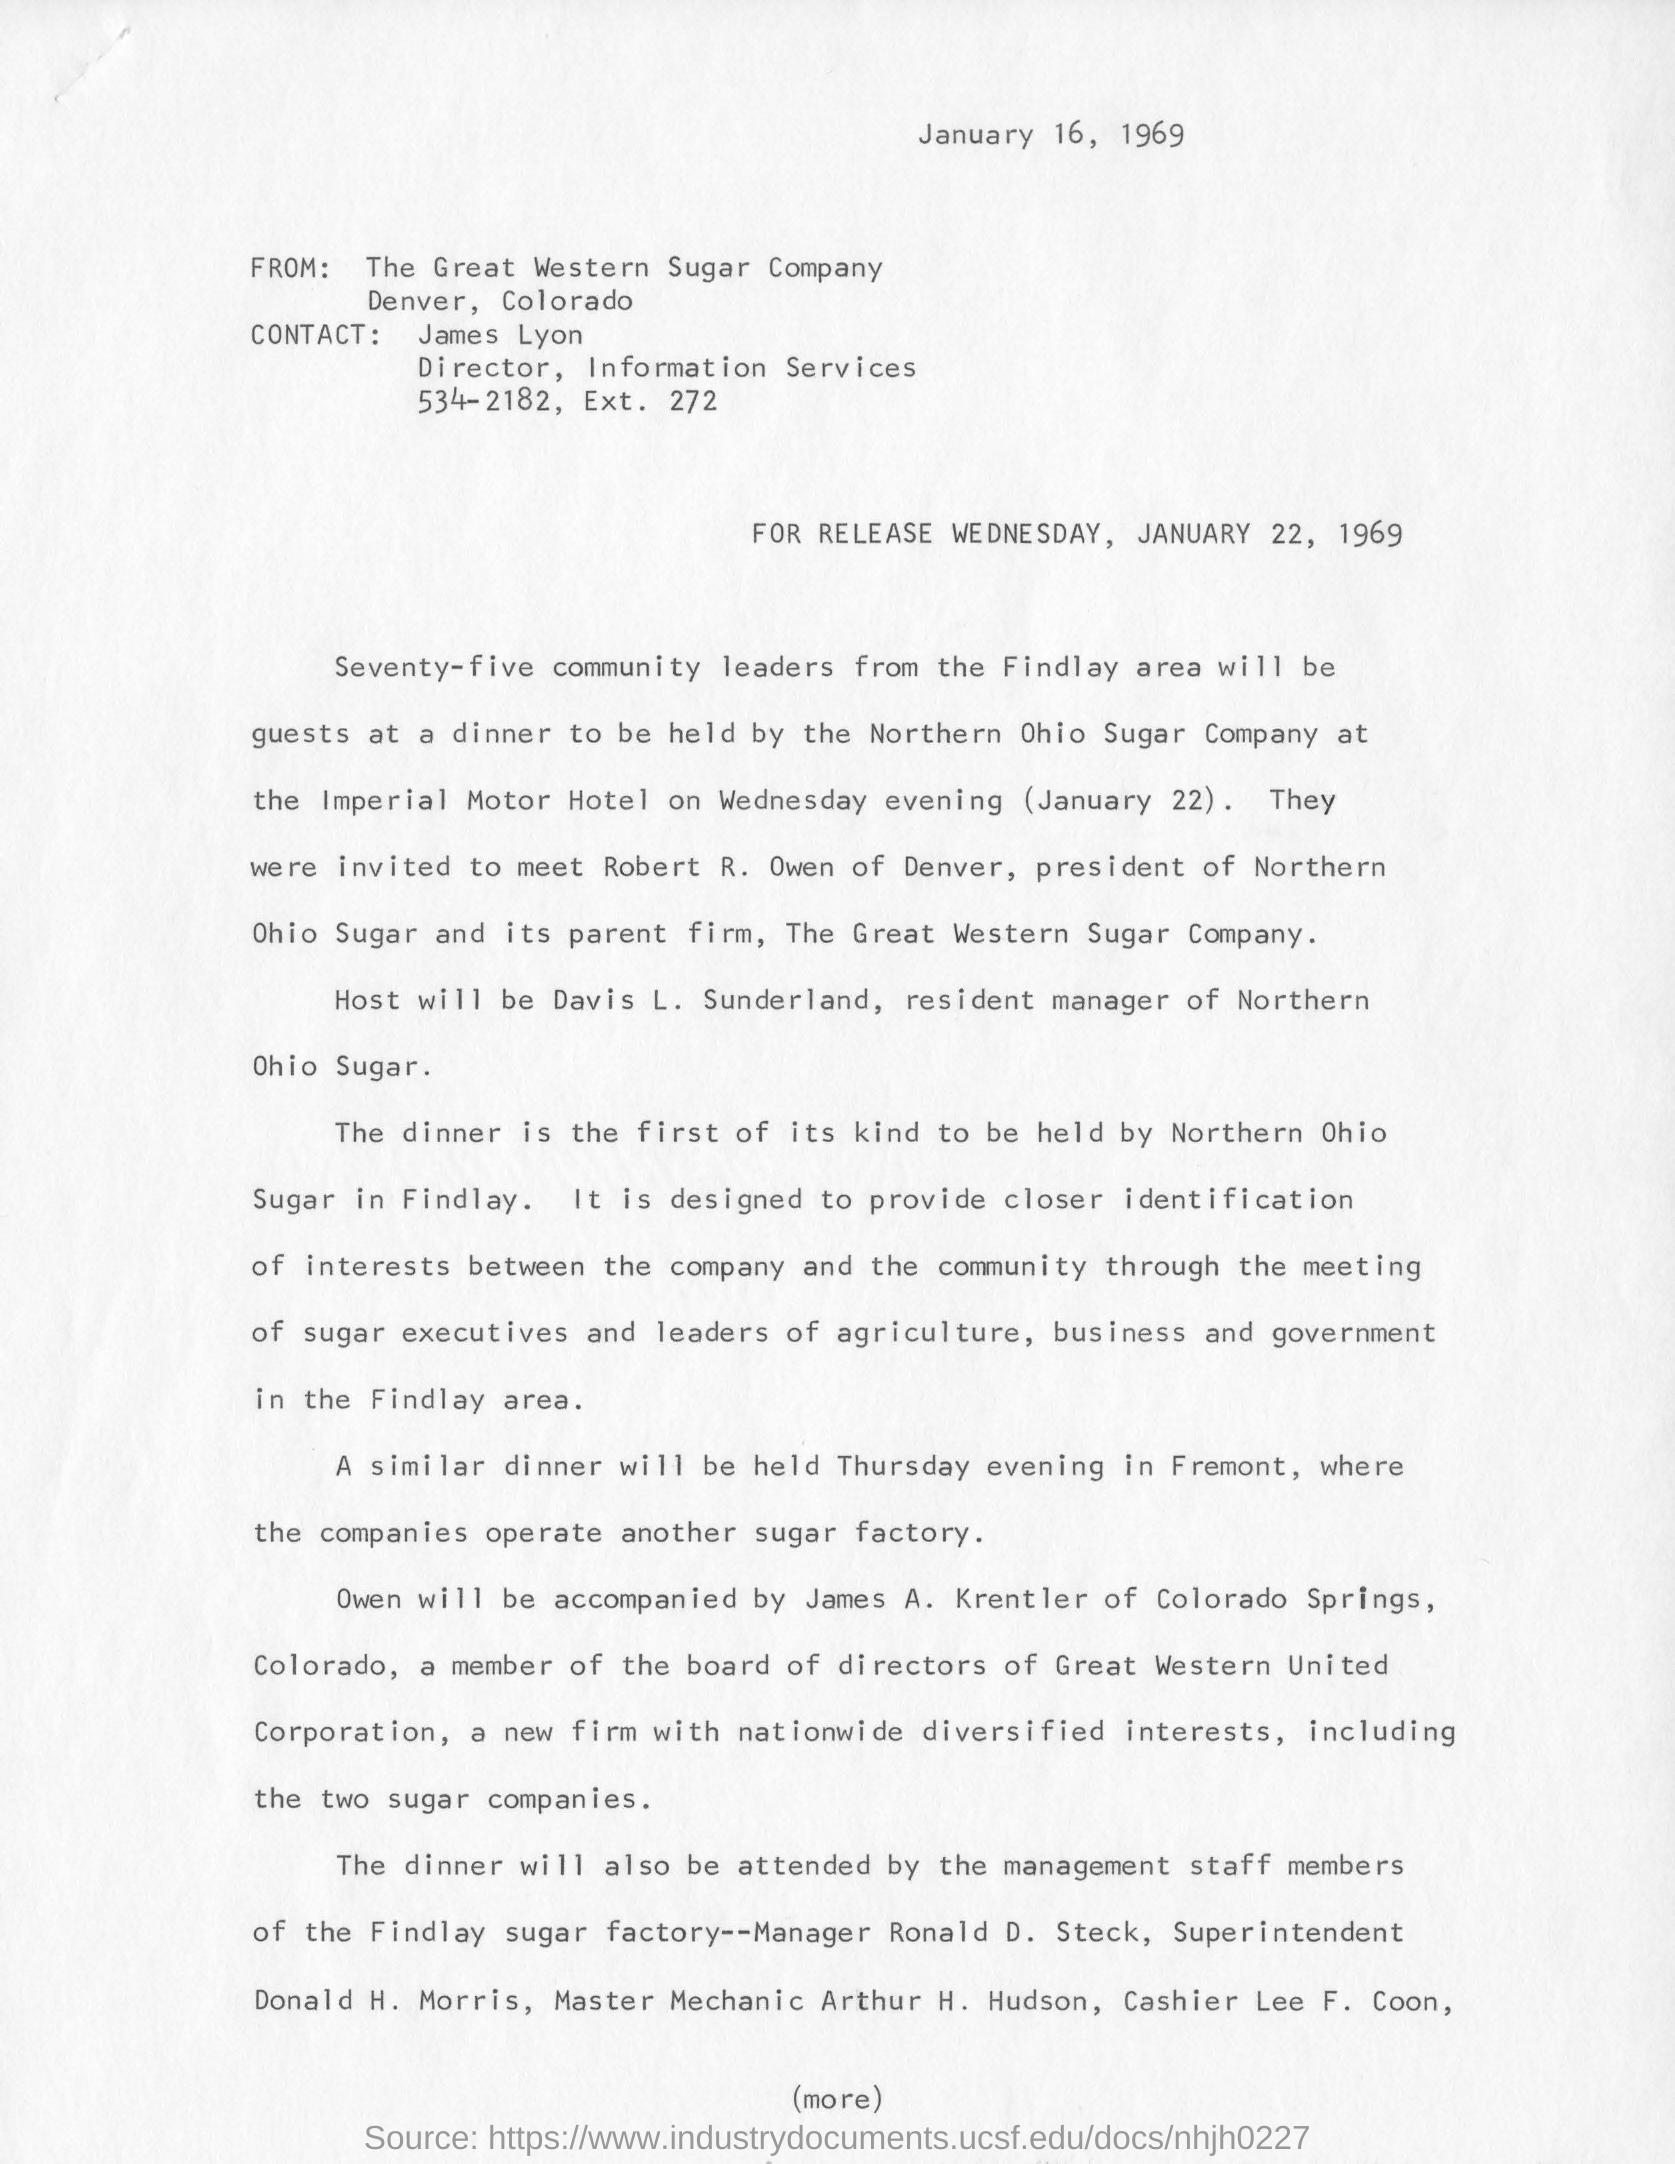 January 16, 1969
FROM: The Great Western Sugar Company
Denver, Colorado
CONTACT: James Lyon
Director, Information Services
534-2182, Ext. 272
FOR RELEASE WEDNESDAY, JANUARY 22, 1969
Seventy-five community leaders from the Findlay area will be
guests at a dinner to be held by the Northern Ohio Sugar Company at
the Imperial Motor Hotel on Wednesday evening (January 22). They
were invited to meet Robert R. Owen of Denver, president of Northern
Ohio Sugar and its parent firm, The Great Western Sugar Company.
Host will be Davis L. Sunderland, resident manager of Northern
Ohio Sugar.
The dinner is the first of its kind to be held by Northern Ohio
Sugar in Findlay. It is designed to provide closer identification
of interests between the company and the community through the meeting
of sugar executives and leaders of agriculture, business and government
in the Findlay area.
A similar dinner will be held Thursday evening in Fremont, where
the companies operate another sugar factory.
Owen will be accompanied by James A. Krentler of Colorado Springs,
Colorado, a member of the board of directors of Great Western United
Corporation, a new firm with nationwide diversified interests, including
the two sugar companies.
The dinner will also be attended by the management staff members
of the Findlay sugar factory--Manager Ronald D. Steck, Superintendent
Donald H. Morris, Master Mechanic Arthur H. Hudson, Cashier Lee F. Coon,
(more)
Source: https://www.industrydocuments.ucsf.edu/docs/nhjh0227